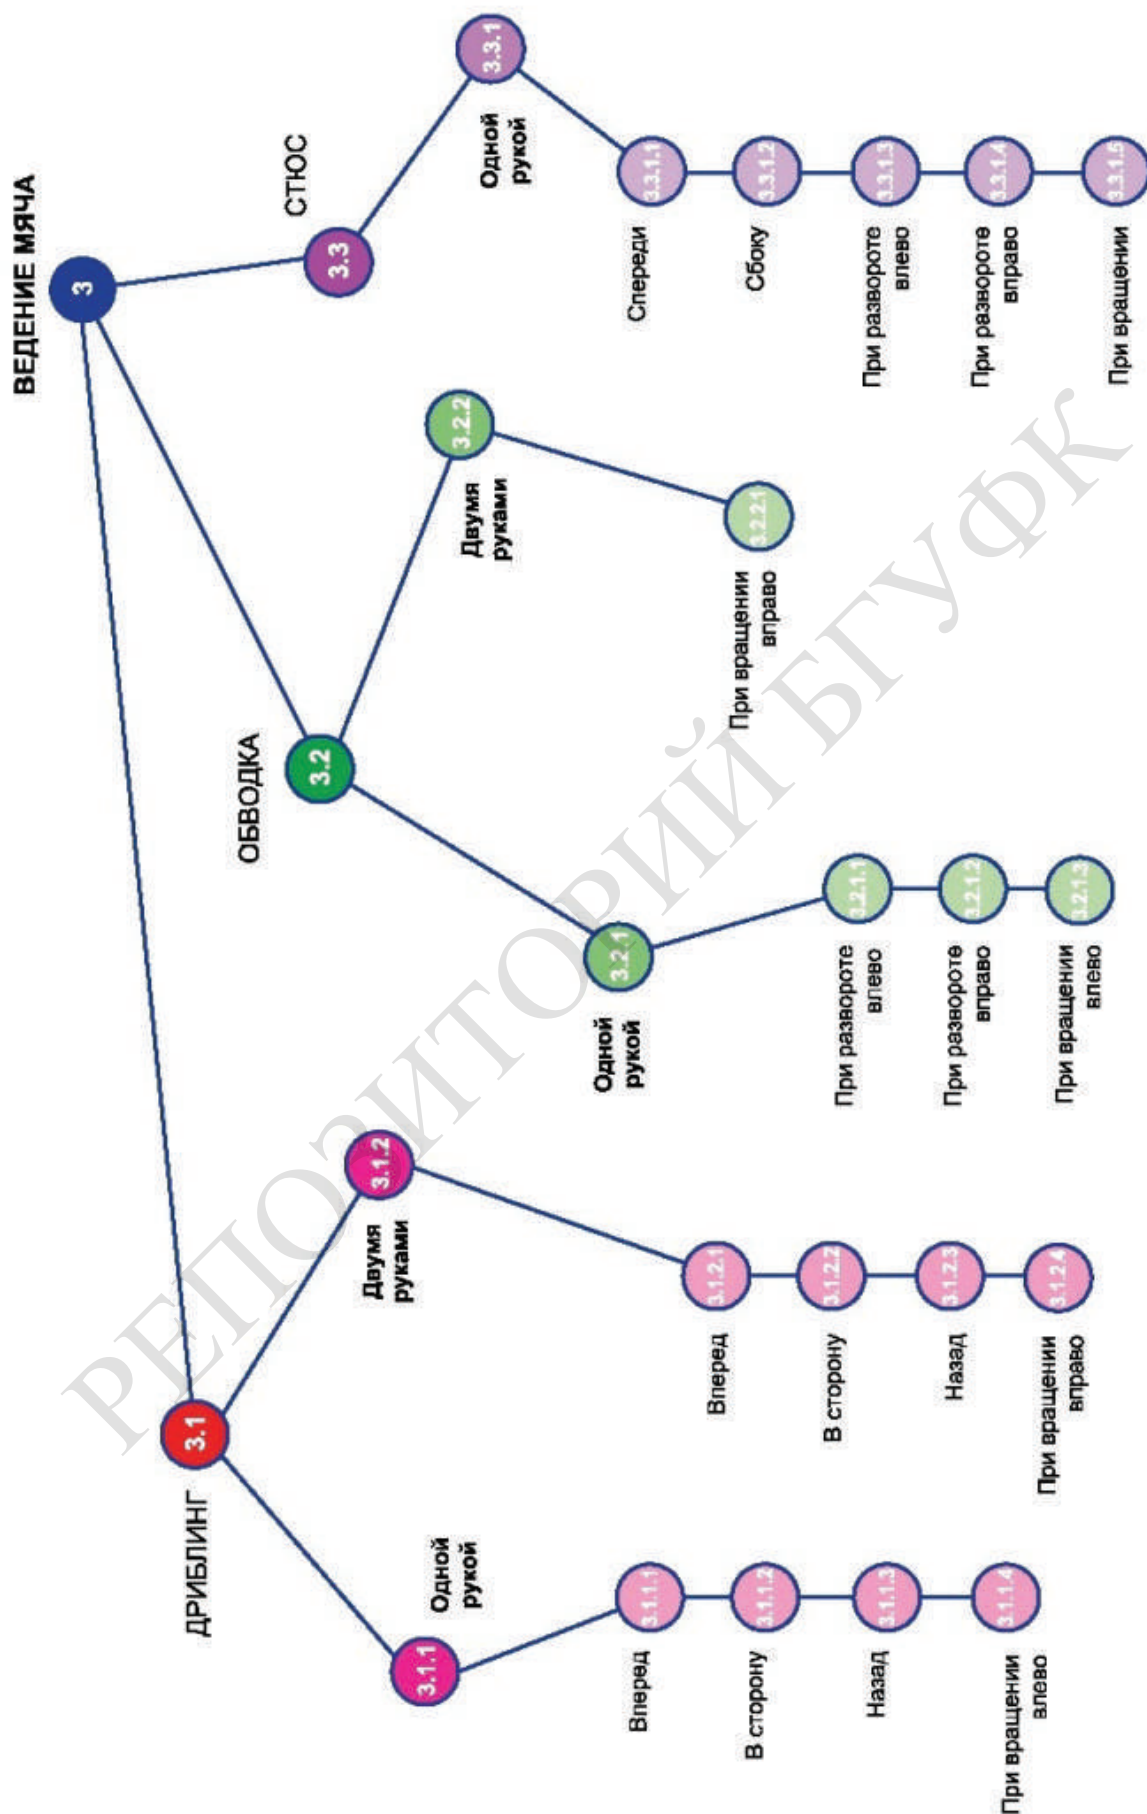 ВЕДЕНИЕ МЯЧА
3
ДРИБЛИНГ
3.1
ОБВОДКА
3.2
СТЮС
3.3
Одной
рукой
3.1.1
Двумя
руками
3.1.2
Одной
рукой
3.2.1
Двумя
руками
3.2.2
Одной
рукой
3.3.1
Вперед
3.1.1.1
В сторону
3.1.1.2
Назад
3.1.1.3
При вращении
влево
3.1.1.4
Вперед
3.1.2.1
В сторону
3.1.2.2
Назад
3.1.2.3
При вращении
вправо
3.1.2.4
При развороте
влево
3.2.1.1
При развороте
вправо
3.2.1.2
При вращении
влево
3.2.1.3
При вращении
вправо
3.2.2.1
Спереди
3.3.1.1
Сбоку
3.3.1.2
При развороте
влево
3.3.1.3
При развороте
вправо
3.3.1.4
При вращении
3.3.1.5
РЕПОЗИТОРИЙ БГУФК